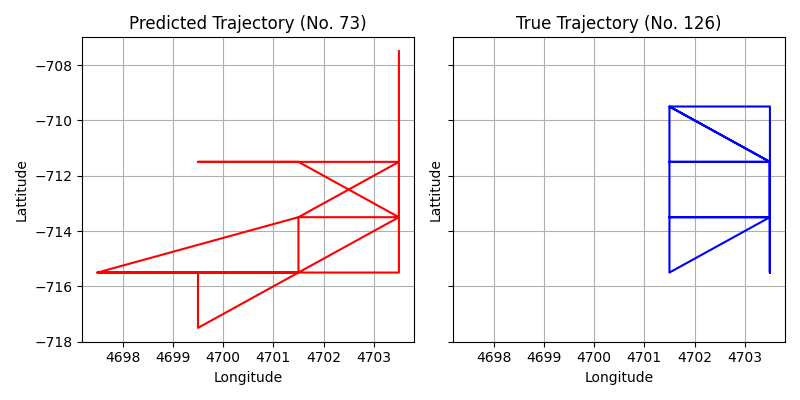 Predicted Trajectory (No. 73)
True Trajectory (No. 126)
Lattitude
−708
−710
−712
−714
−716
−718
4698 4699 4700 4701 4702 4703
Longitude
Lattitude
4698 4699 4700 4701 4702 4703
Longitude